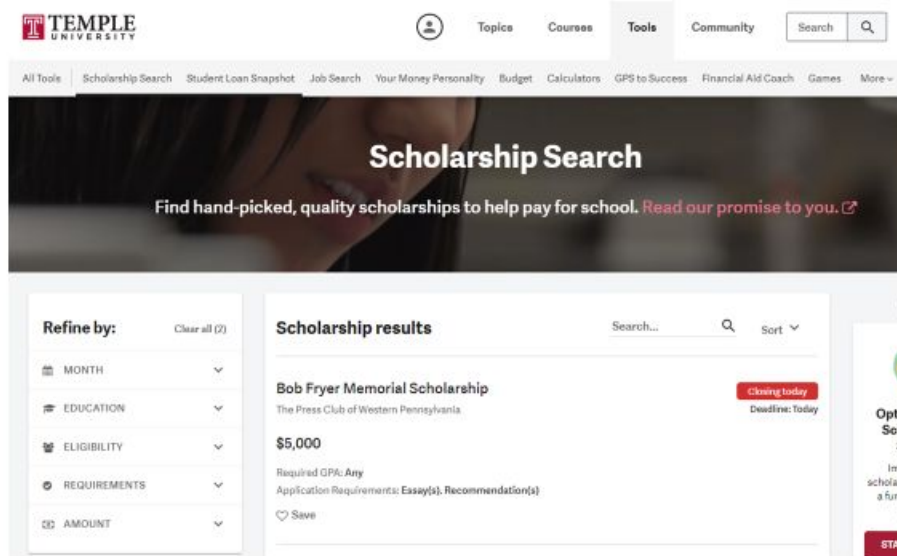 TEMPLE
UNIVERSITY
Topics Courses Tools Community Search
All Tools Scholarship Search Student Loan Snapshot Job Search Your Money Personality Budget Calculators GPS to Success Financial Aid Coach Games More
Scholarship Search
Find hand-picked, quality scholarships to help pay for school. Read our promise to you.
Refine by: Clear all (2)
MONTH
EDUCATION
ELIGIBILITY
REQUIREMENTS
AMOUNT
Scholarship results Search... Sort
Bob Fryer Memorial Scholarship Closing today
The Press Club of Western Pennsylvania Deadline: Today
$5,000
Required GPA: Any
Application Requirements: Essay(s), Recommendation(s)
Save